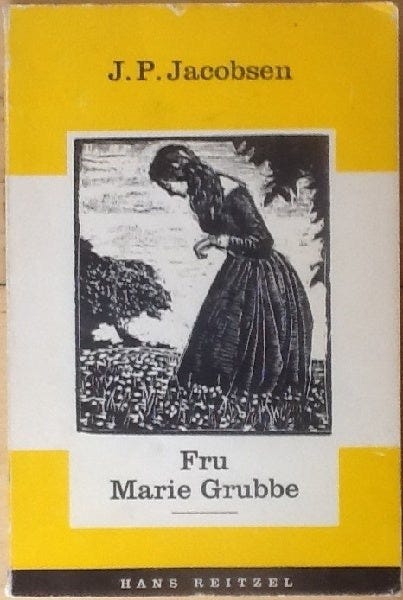 J. P. Jacobsen
Fru
Marie Grubbe
HANS REITZEL